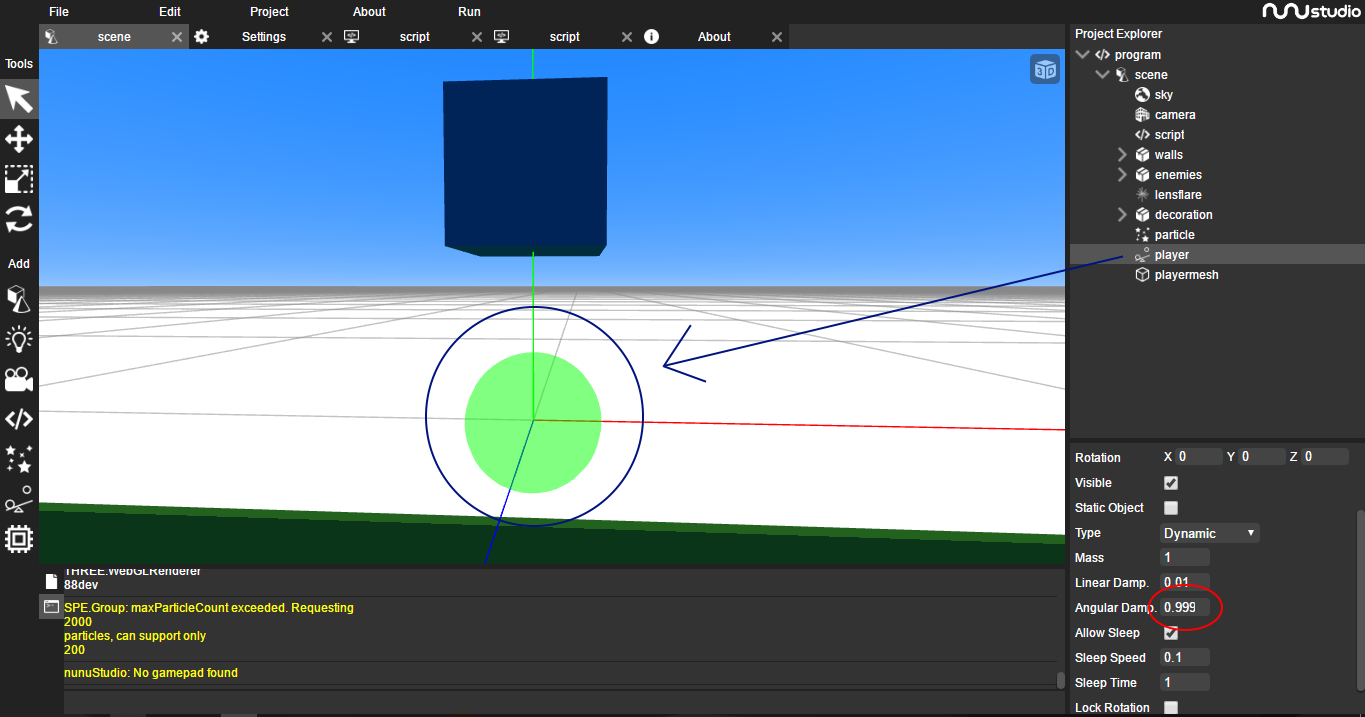 File Edit Project About Run
nunustudio
scene Settings script script About
Project Explorer
program
scene
sky
camera
script
walls
enemies
lensflare
decoration
particle
player
playermesh
Tools
Add
3D
Rotation X 0 Y 0 Z 0
Visible
Static Object
Type Dynamic
Mass 1
Linear Damp. 0.01
Angular Damp. 0.999
Allow Sleep
Sleep Speed 0.1
Sleep Time 1
Lock Rotation
THREE.WebGLRenderer
88dev
SPE.Group: maxParticleCount exceeded. Requesting
2000
particles, can support only
200
nunuStudio: No gamepad found